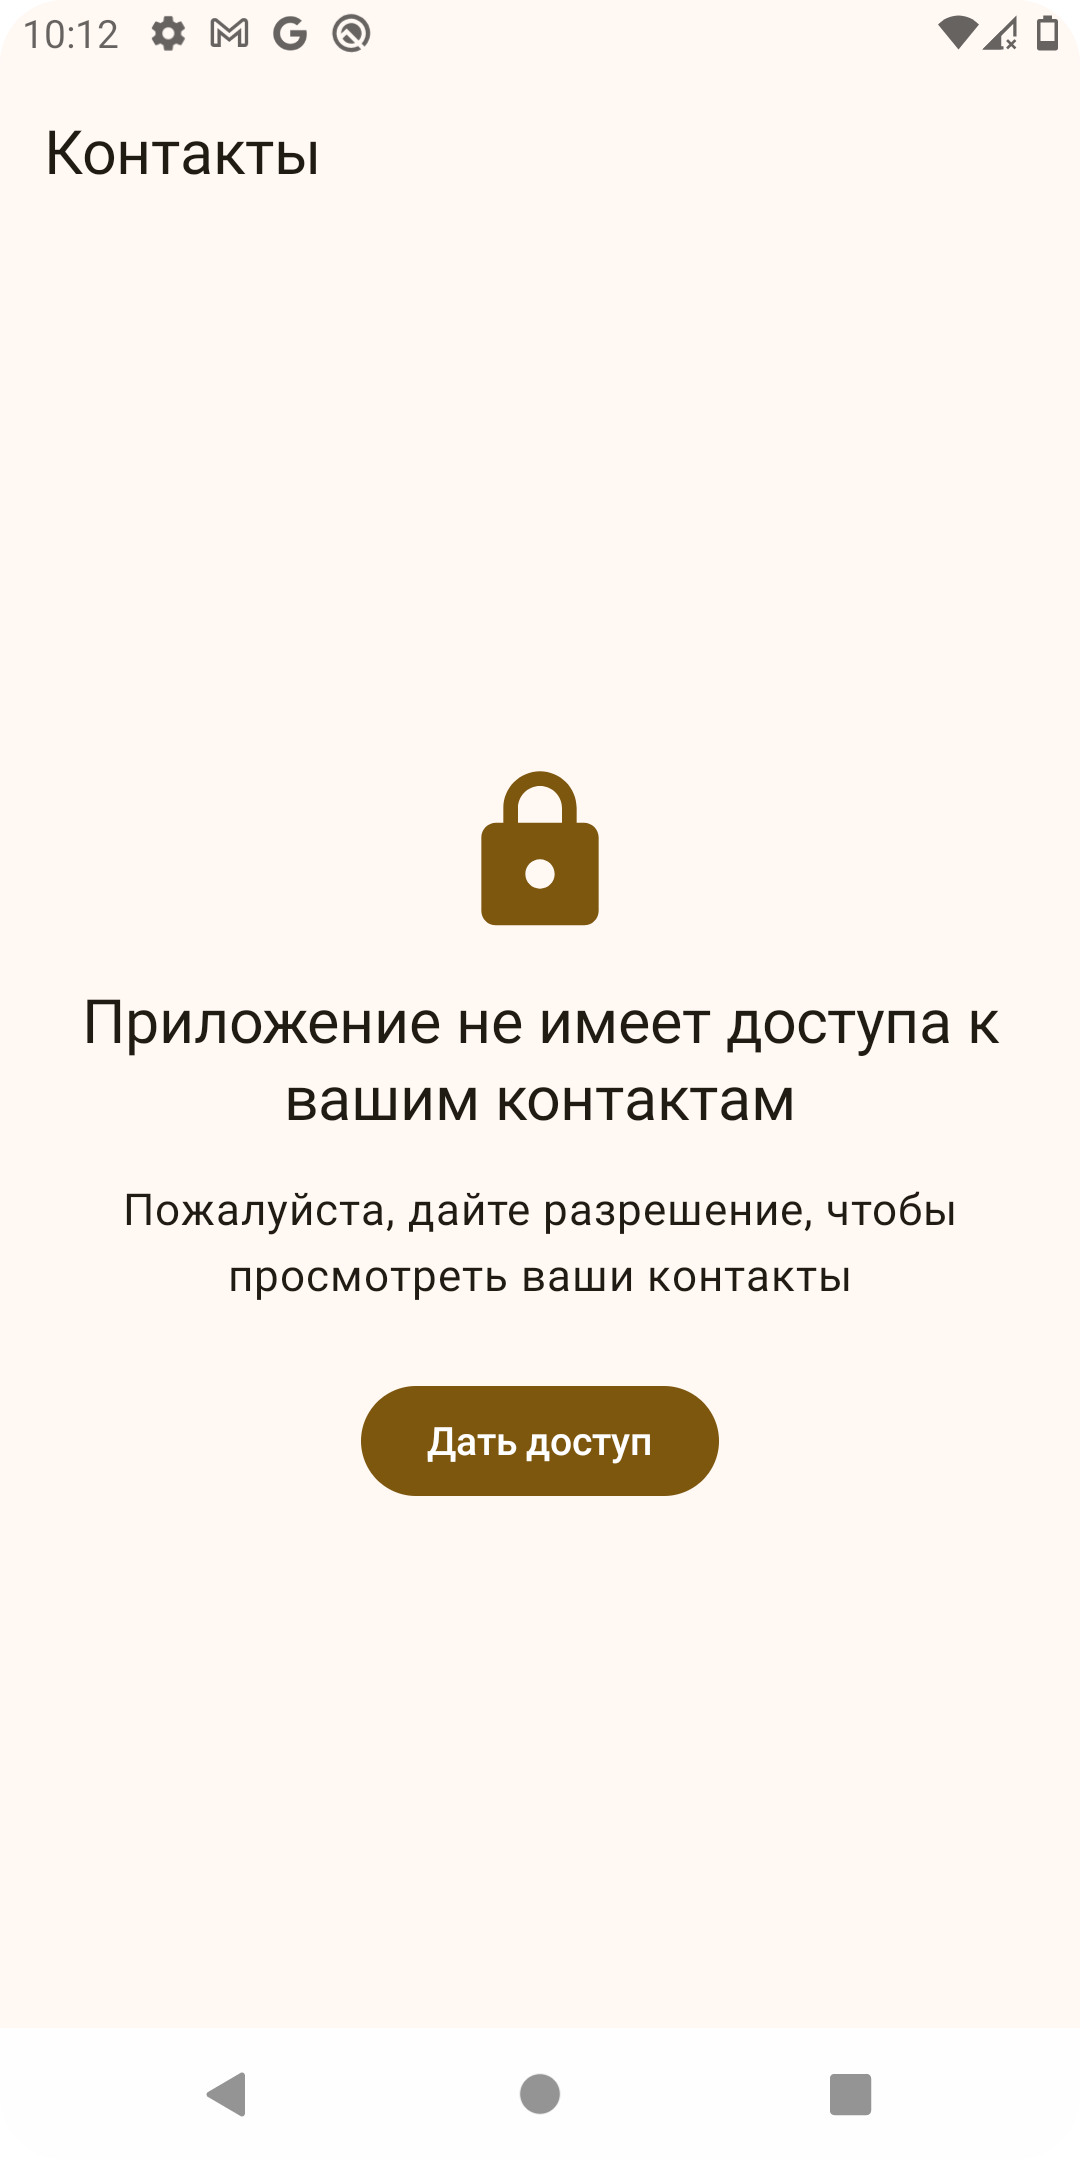 10:12
Контакты
Приложение не имеет доступа к
вашим контактам
Пожалуйста, дайте разрешение, чтобы
просмотреть ваши контакты
Дать доступ